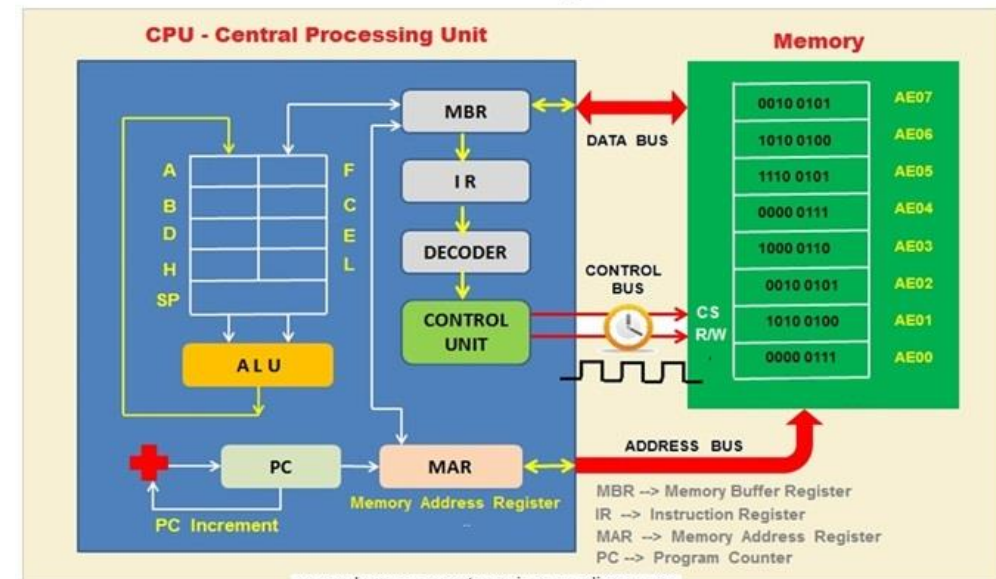 CPU - Central Processing Unit
Memory
MBR
IR
DECODER
CONTROL
UNIT
A F
B C
D E
H L
SP
ALU
PC
MAR
PC Increment
Memory Address Register
DATA BUS
CONTROL
BUS
CS
R/W
ADDRESS BUS
0010 0101 AE07
1010 0100 AE06
1110 0101 AE05
0000 0111 AE04
1000 0110 AE03
0010 0101 AE02
1010 0100 AE01
0000 0111 AE00
MBR --> Memory Buffer Register
IR --> Instruction Register
MAR --> Memory Address Register
PC --> Program Counter